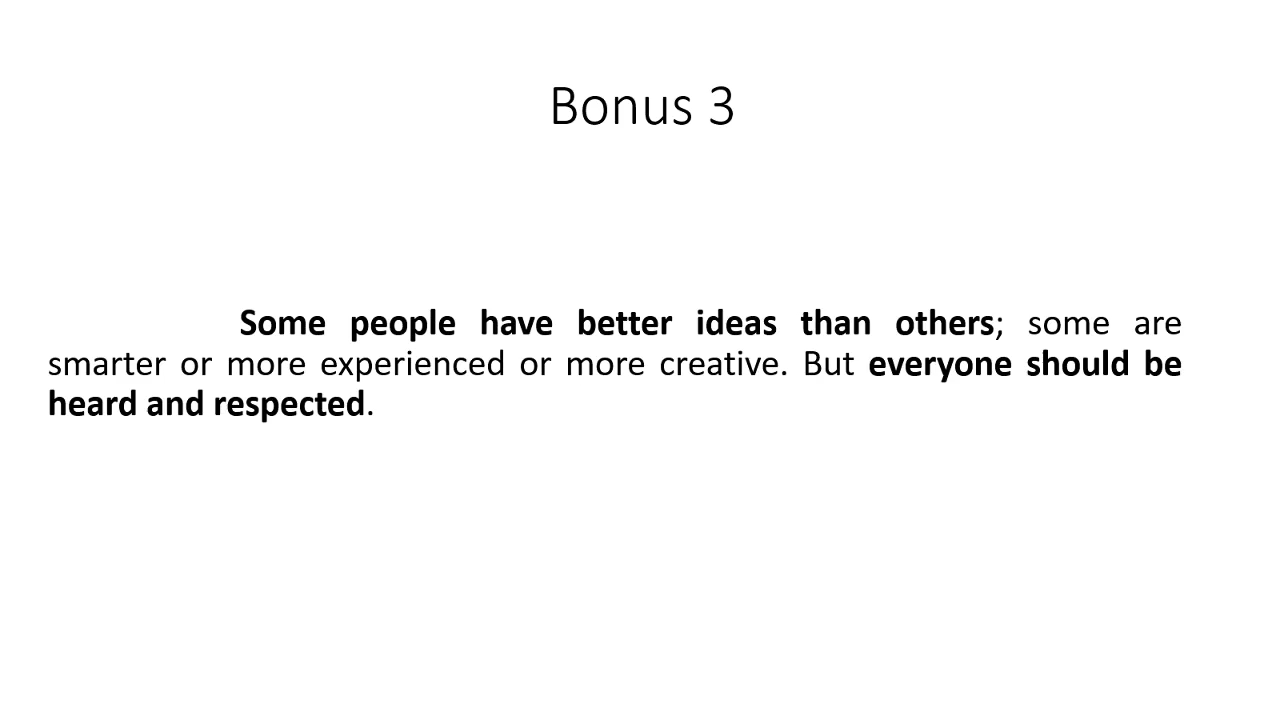 Bonus 3
Some people have better ideas than others; some are
smarter or more experienced or more creative. But everyone should be
heard and respected.